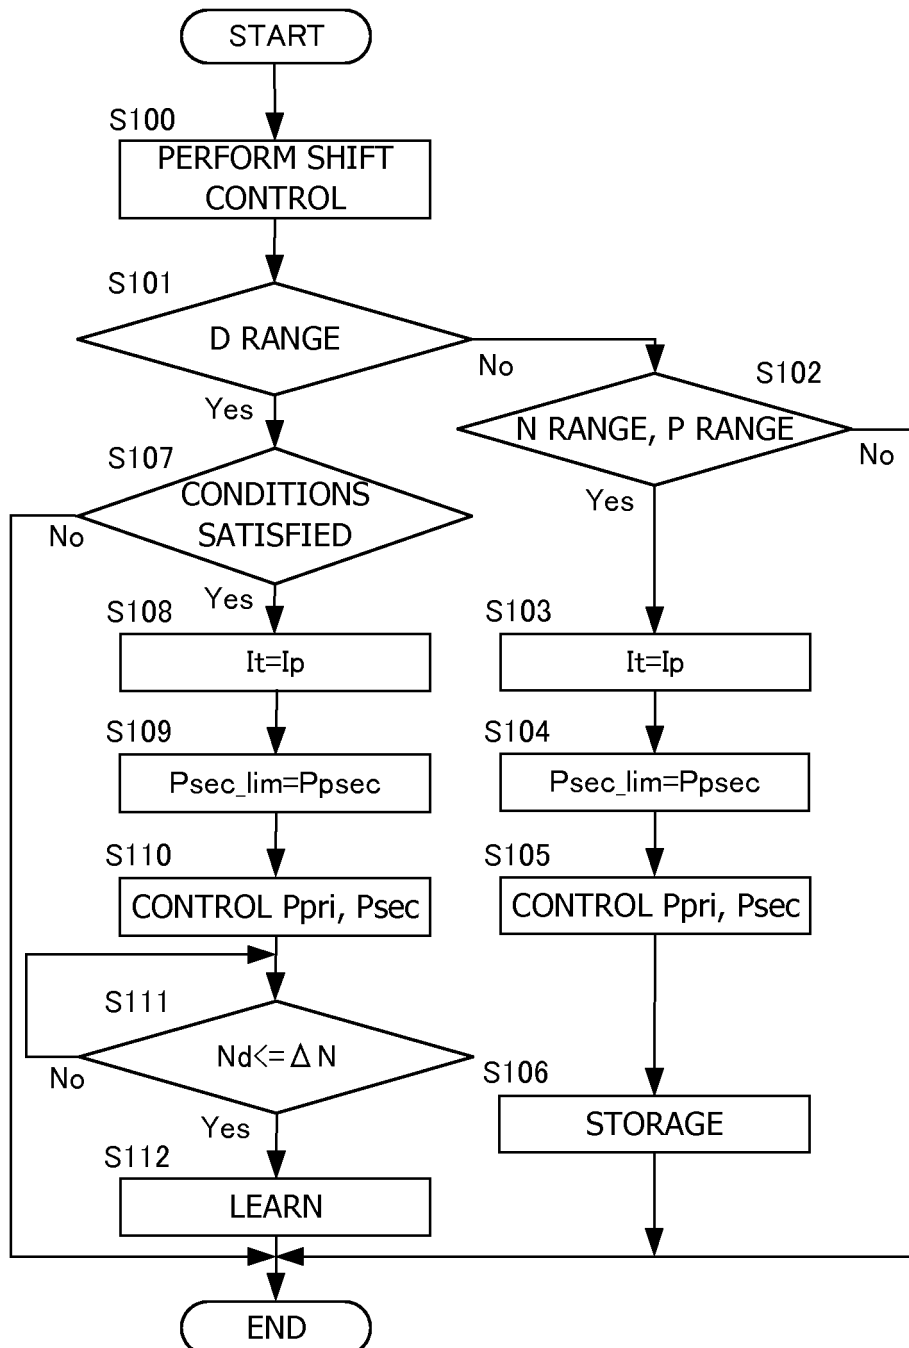 START
S100
PERFORM SHIFT
CONTROL
S101
D RANGE
No
Yes
S102
N RANGE, P RANGE
No
Yes
S107
CONDITIONS
SATISFIED
No
Yes
S108
It=Ip
S103
It=Ip
S109
Psec_lim=Ppsec
S104
Psec_lim=Ppsec
S110
CONTROL Ppri, Psec
S105
CONTROL Ppri, Psec
S111
Nd<=ΔN
No
Yes
S106
STORAGE
S112
LEARN
END